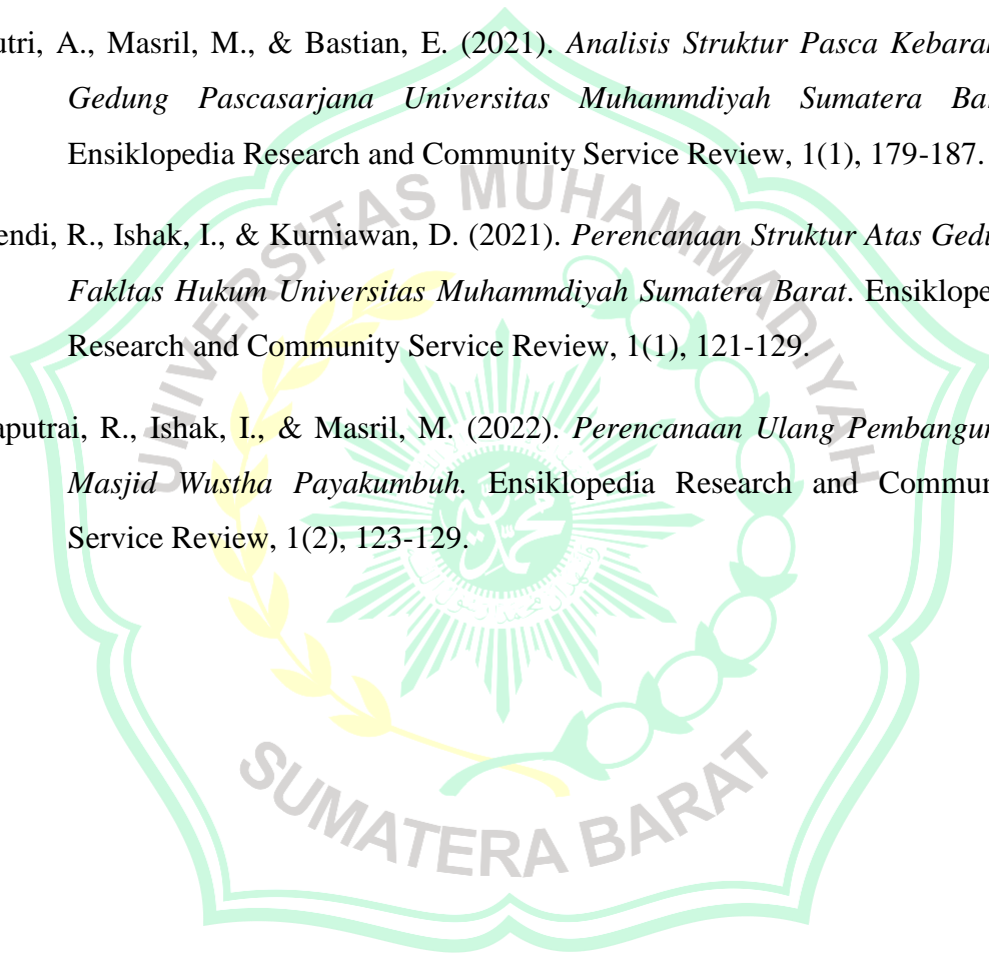 utri, A., Masril, M., & Bastian, E. (2021). Analisis Struktur Pasca Kebara
Gedung Pascasarjana Universitas Muhammdiyah Sumatera Ba
Ensiklopedia Research and Community Service Review, 1(1), 179-187.
endi, R., Ishak, I., & Kurniawan, D. (2021). Perencanaan Struktur Atas Gedu
Fakltas Hukum Universitas Muhammdiyah Sumatera Barat. Ensiklope
Research and Community Service Review, 1(1), 121-129.
aputrai, R., Ishak, I., & Masril, M. (2022). Perencanaan Ulang Pembangun
Masjid Wustha Payakumbuh. Ensiklopedia Research and Commun
Service Review, 1(2), 123-129.
UNIVERSITAS MUHAMMADIYAH
SUMATERA BARAT